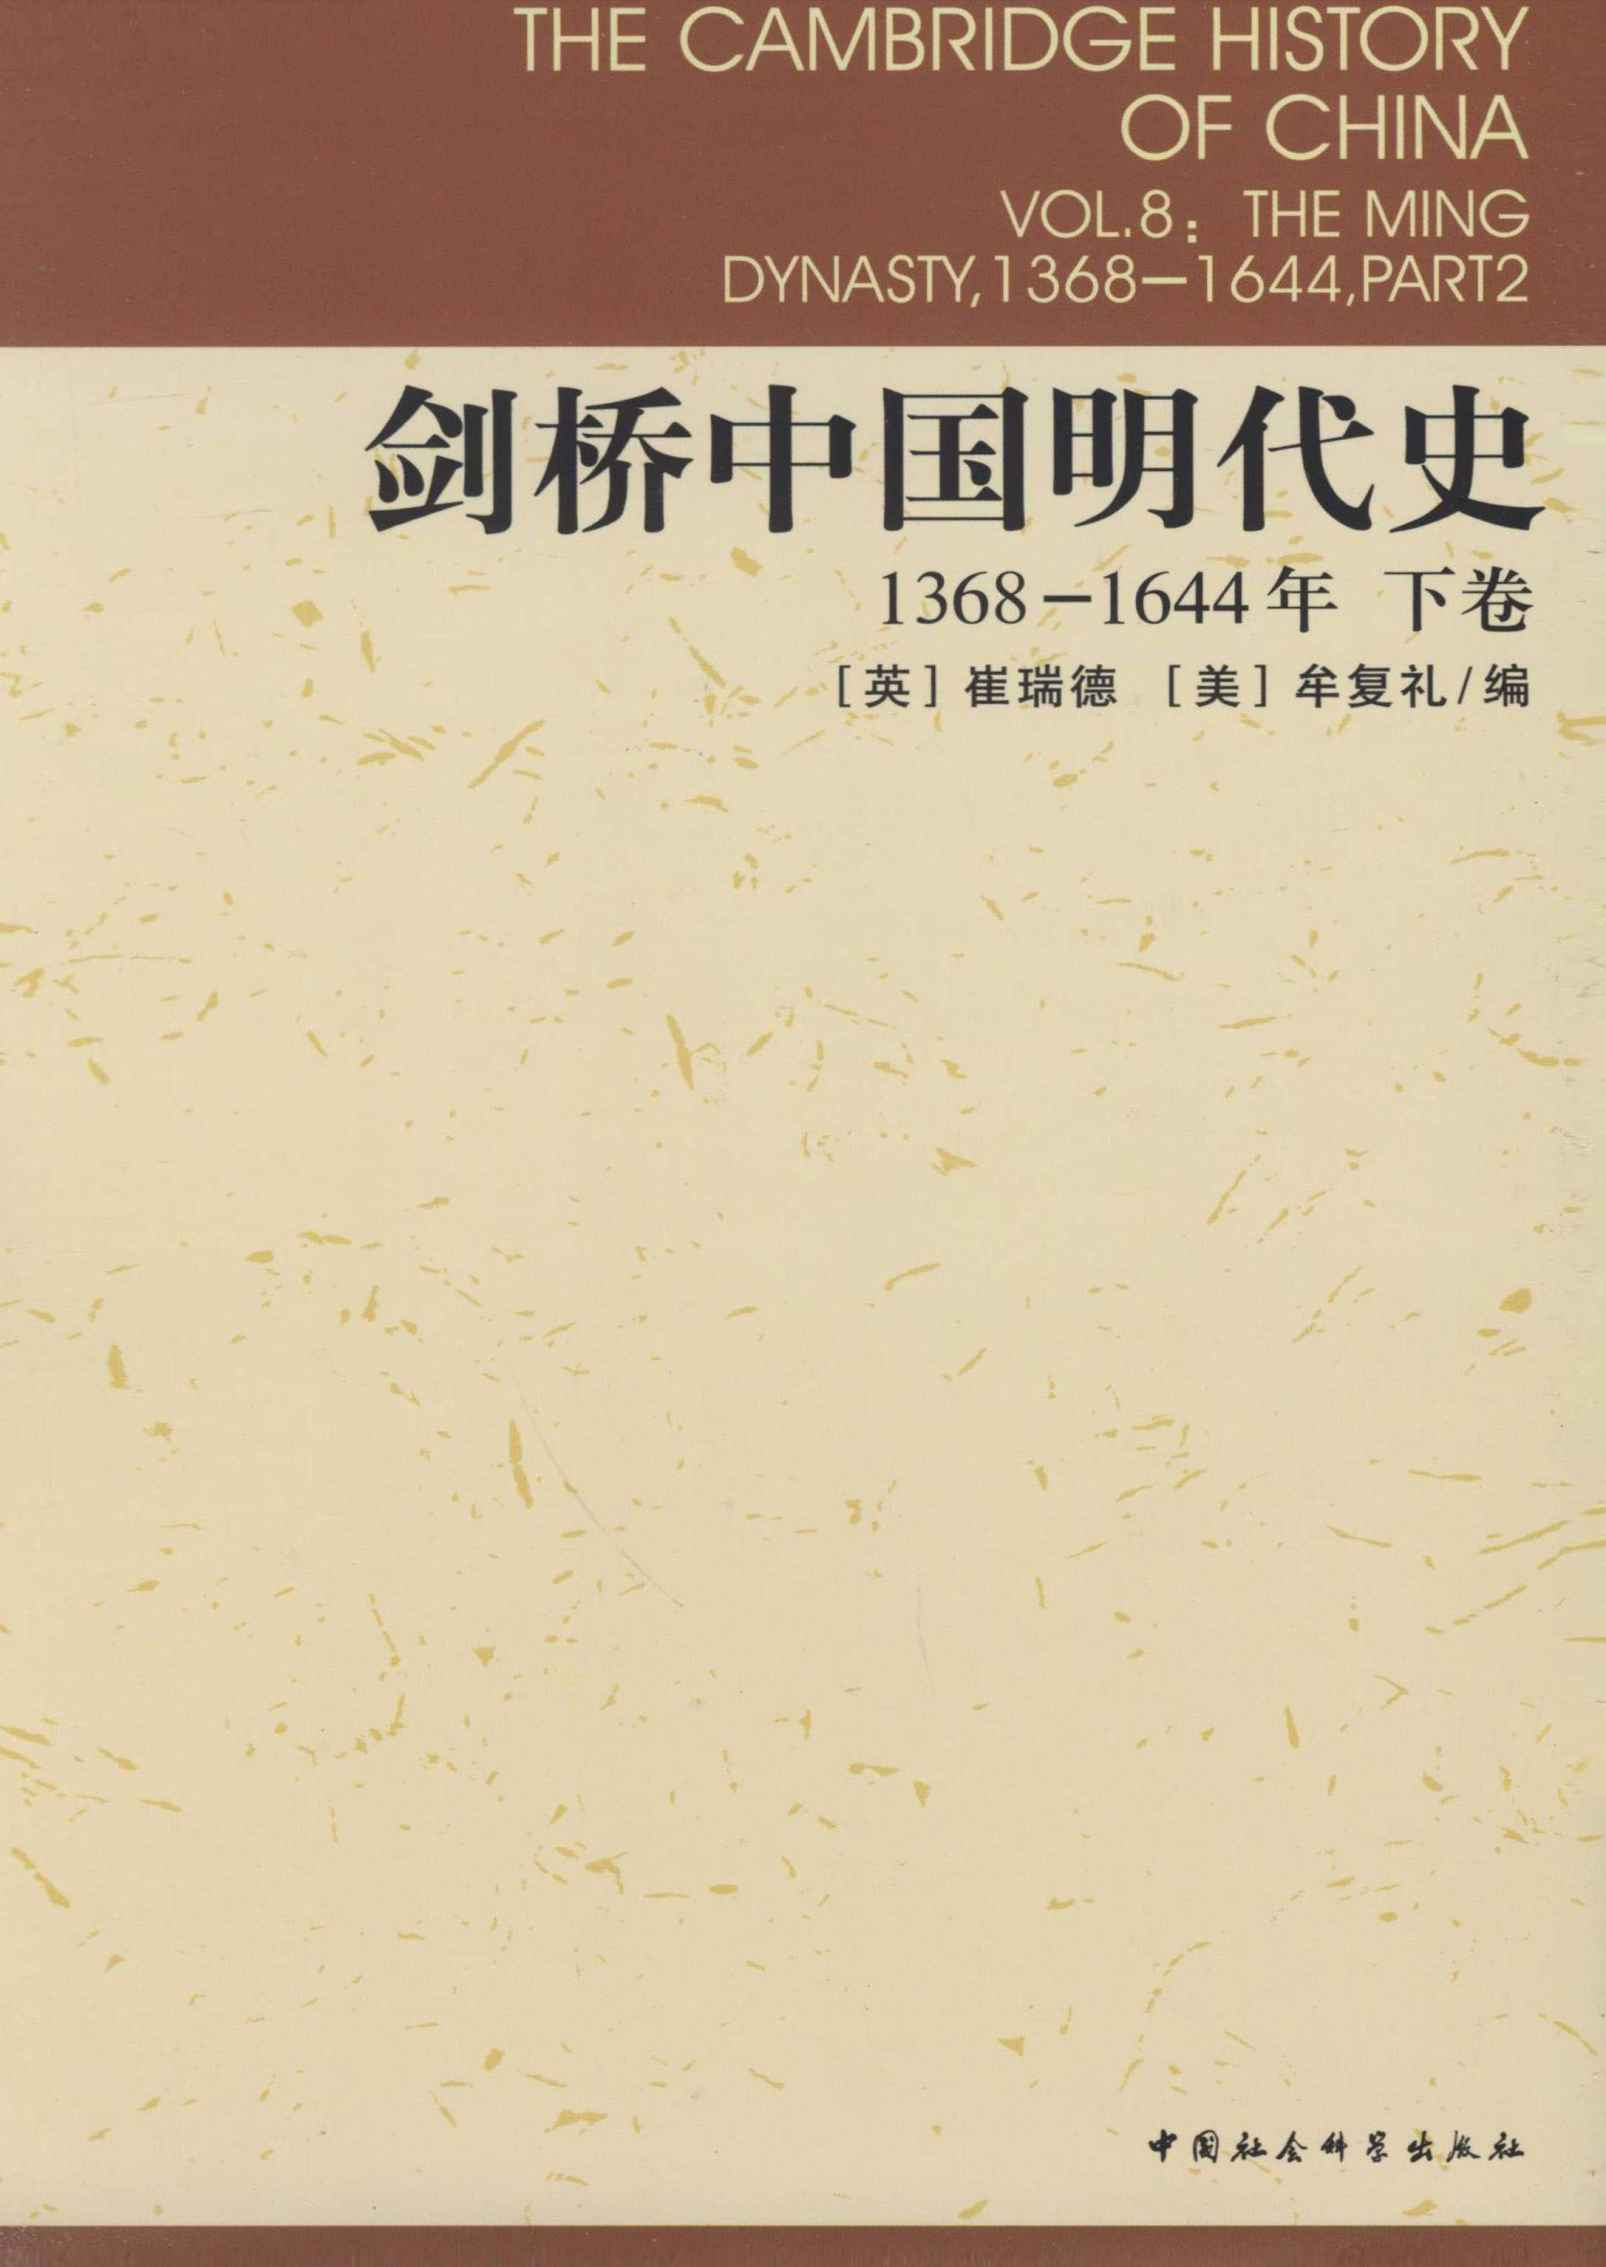 THE CAMBRIDGE HISTORY
OF CHINA
VOL.8：THE MING
DYNASTY,1368—1644,PART2
剑桥中国明代史
1368－1644年 下卷
［英］崔瑞德 ［美］牟复礼/编
中国社会科学出版社